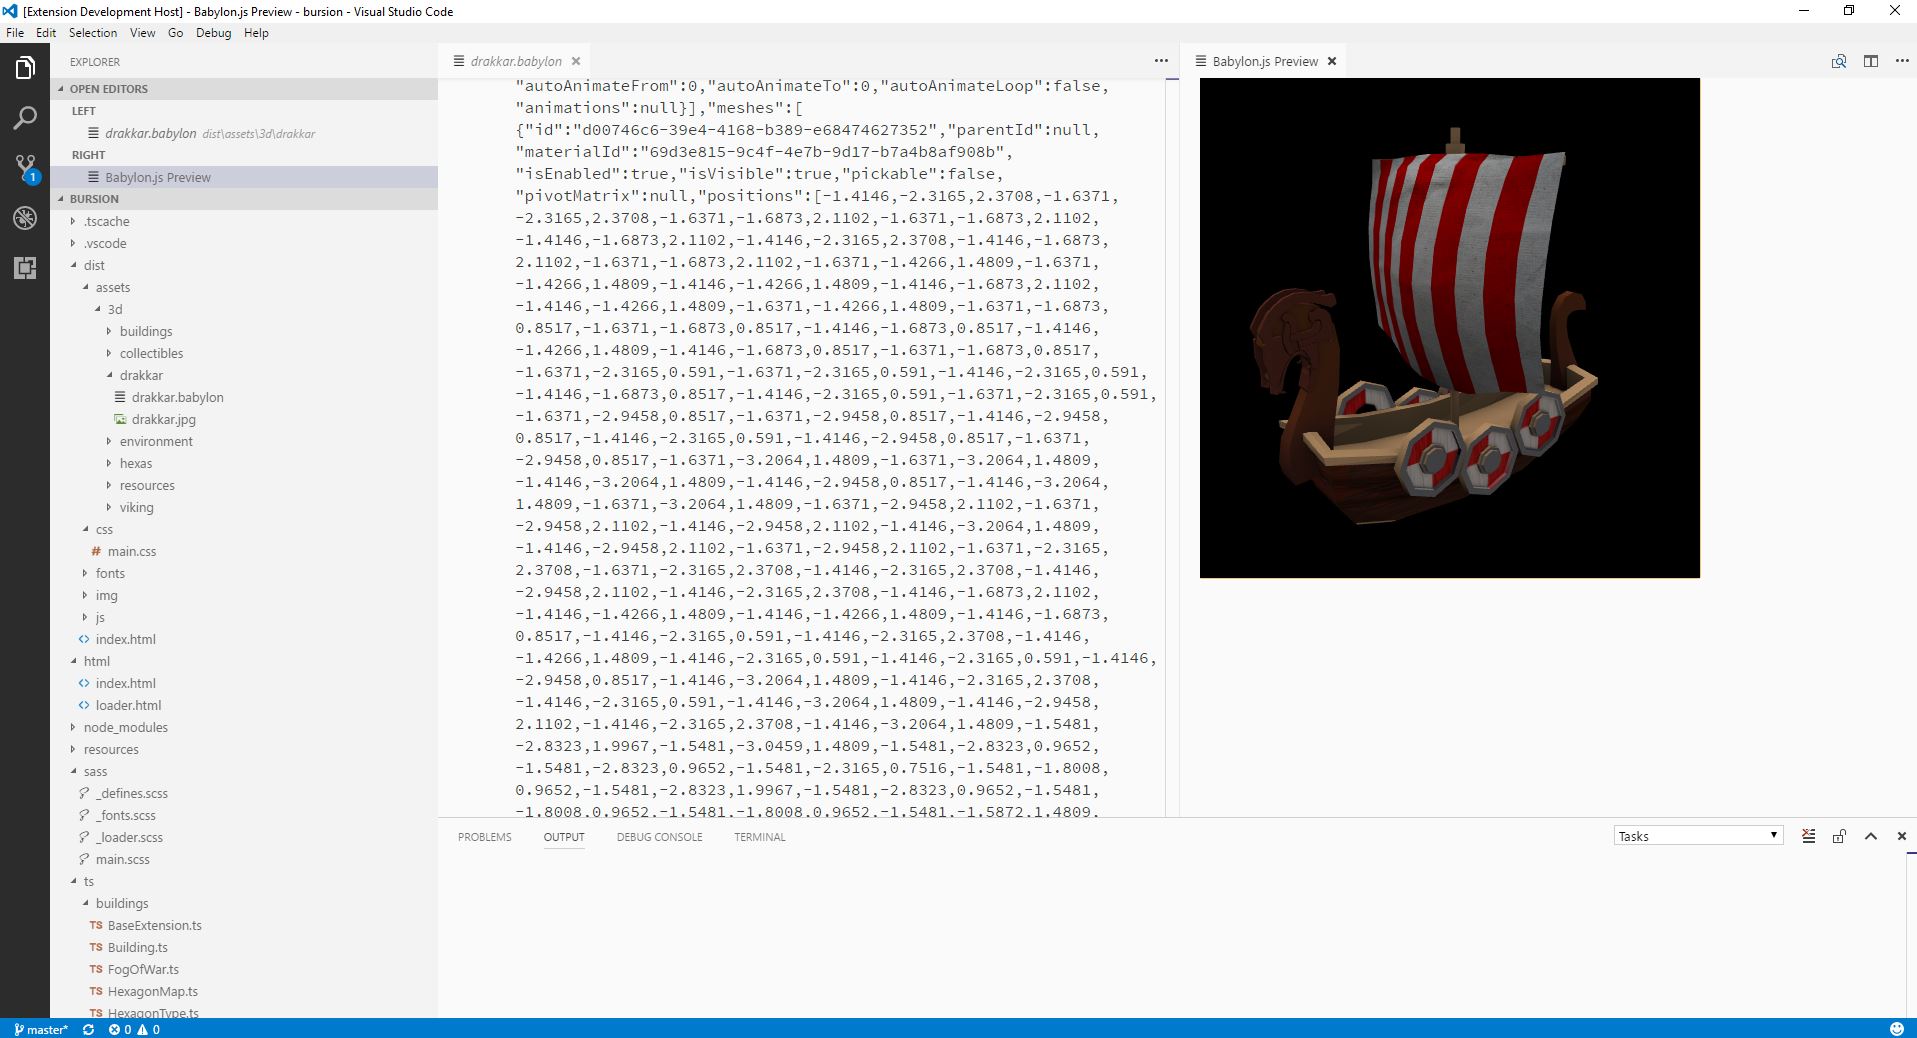 [Extension Development Host] - Babylon.js Preview - bursion - Visual Studio Code
File Edit Selection View Go Debug Help
EXPLORER
OPEN EDITORS
LEFT
drakkar.babylon dist\assets\3d\drakkar
RIGHT
Babylon.js Preview
BURSION
.tscache
.vscode
dist
assets
3d
buildings
collectibles
drakkar
drakkar.babylon
drakkar.jpg
environment
hexas
resources
viking
css
# main.css
fonts
img
js
<> index.html
html
<> index.html
<> loader.html
node_modules
resources
sass
_defines.scss
_fonts.scss
_loader.scss
main.scss
ts
buildings
TS BaseExtension.ts
TS Building.ts
TS FogOfWar.ts
TS HexagonMap.ts
TS HexagonType.ts
1
drakkar.babylon
"autoAnimateFrom":0,"autoAnimateTo":0,"autoAnimateLoop":false,
"animations":null}],"meshes":[
{"id":"d00746c6-39e4-4168-b389-e68474627352","parentId":null,
"materialId":"69d3e815-9c4f-4e7b-9d17-b7a4b8af908b",
"isEnabled":true,"isVisible":true,"pickable":false,
"pivotMatrix":null,"positions":[-1.4146,-2.3165,2.3708,-1.6371,
-2.3165,2.3708,-1.6371,-1.6873,2.1102,-1.6371,-1.6873,2.1102,
-1.4146,-1.6873,2.1102,-1.4146,-2.3165,2.3708,-1.4146,-1.6873,
2.1102,-1.6371,-1.6873,2.1102,-1.6371,-1.4266,1.4809,-1.6371,
-1.4266,1.4809,-1.4146,-1.4266,1.4809,-1.4146,-1.6873,2.1102,
-1.4146,-1.4266,1.4809,-1.6371,-1.4266,1.4809,-1.6371,-1.6873,
0.8517,-1.6371,-1.6873,0.8517,-1.4146,-1.6873,0.8517,-1.4146,
-1.4266,1.4809,-1.4146,-1.6873,0.8517,-1.6371,-1.6873,0.8517,
-1.6371,-2.3165,0.591,-1.6371,-2.3165,0.591,-1.4146,-2.3165,0.591,
-1.4146,-1.6873,0.8517,-1.4146,-2.3165,0.591,-1.6371,-2.3165,0.591,
-1.6371,-2.9458,0.8517,-1.6371,-2.9458,0.8517,-1.4146,-2.9458,
0.8517,-1.4146,-2.3165,0.591,-1.4146,-2.9458,0.8517,-1.6371,
-2.9458,0.8517,-1.6371,-3.2064,1.4809,-1.6371,-3.2064,1.4809,
-1.4146,-3.2064,1.4809,-1.4146,-2.9458,0.8517,-1.4146,-3.2064,
1.4809,-1.6371,-3.2064,1.4809,-1.6371,-2.9458,2.1102,-1.6371,
-2.9458,2.1102,-1.4146,-2.9458,2.1102,-1.4146,-3.2064,1.4809,
-1.4146,-2.9458,2.1102,-1.6371,-2.9458,2.1102,-1.6371,-2.3165,
2.3708,-1.6371,-2.3165,2.3708,-1.4146,-2.3165,2.3708,-1.4146,
-2.9458,2.1102,-1.4146,-2.3165,2.3708,-1.4146,-1.6873,2.1102,
-1.4146,-1.4266,1.4809,-1.4146,-1.4266,1.4809,-1.4146,-1.6873,
0.8517,-1.4146,-2.3165,0.591,-1.4146,-2.3165,2.3708,-1.4146,
-1.4266,1.4809,-1.4146,-2.3165,0.591,-1.4146,-2.3165,0.591,-1.4146,
-2.9458,0.8517,-1.4146,-3.2064,1.4809,-1.4146,-2.3165,2.3708,
-1.4146,-2.3165,0.591,-1.4146,-3.2064,1.4809,-1.4146,-2.9458,
2.1102,-1.4146,-2.3165,2.3708,-1.4146,-3.2064,1.4809,-1.5481,
-2.8323,1.9967,-1.5481,-3.0459,1.4809,-1.5481,-2.8323,0.9652,
-1.5481,-2.8323,0.9652,-1.5481,-2.3165,0.7516,-1.5481,-1.8008,
0.9652,-1.5481,-2.8323,1.9967,-1.5481,-2.8323,0.9652,-1.5481,
-1.8008,0.9652,-1.5481,-1.8008,0.9652,-1.5481,-1.5872,1.4809,
Babylon.js Preview
PROBLEMS OUTPUT DEBUG CONSOLE TERMINAL
Tasks
master* 0 0